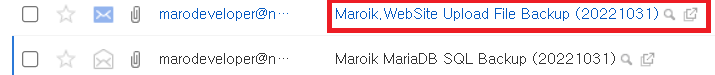 marodeveloper@n… Maroik.WebSite Upload File Backup (20221031)
marodeveloper@n… Maroik MariaDB SQL Backup (20221031)